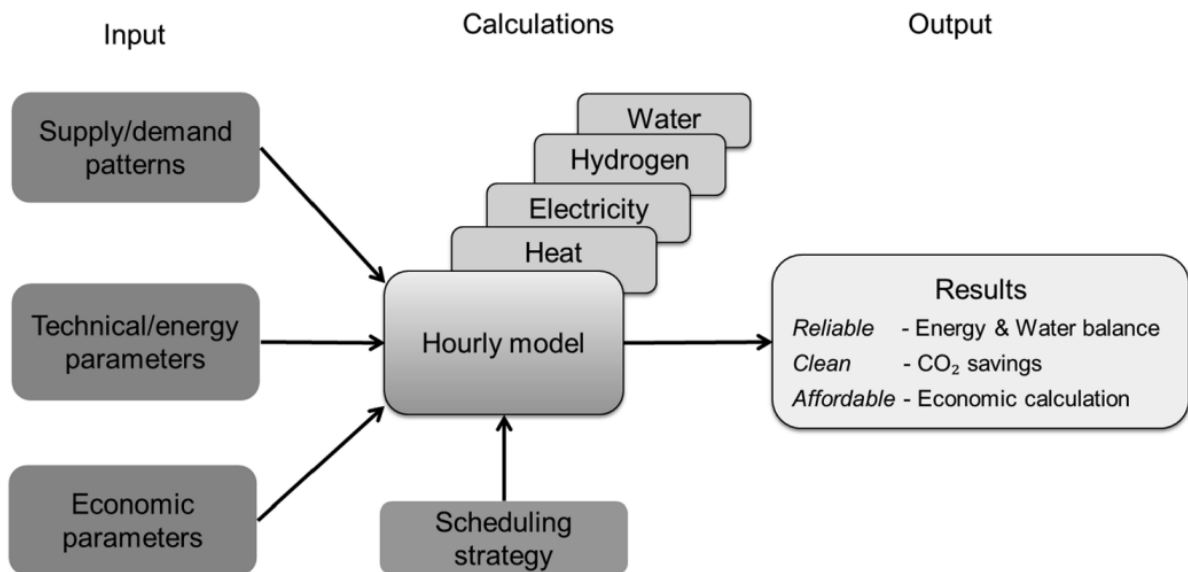 Input
Calculations
Output
Supply/demand
patterns
Technical/energy
parameters
Economic
parameters
Water
Hydrogen
Electricity
Heat
Hourly model
Scheduling
strategy
Results
Reliable - Energy & Water balance
Clean - CO₂ savings
Affordable - Economic calculation